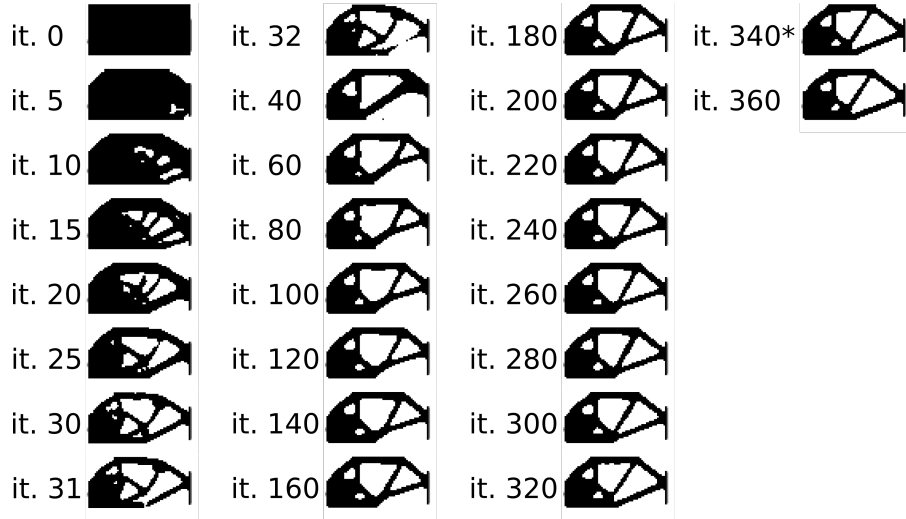 it. 0
it. 5
it. 10
it. 15
it. 20
it. 25
it. 30
it. 31
it. 32
it. 40
it. 60
it. 80
it. 100
it. 120
it. 140
it. 160
it. 180
it. 200
it. 220
it. 240
it. 260
it. 280
it. 300
it. 320
it. 340*
it. 360